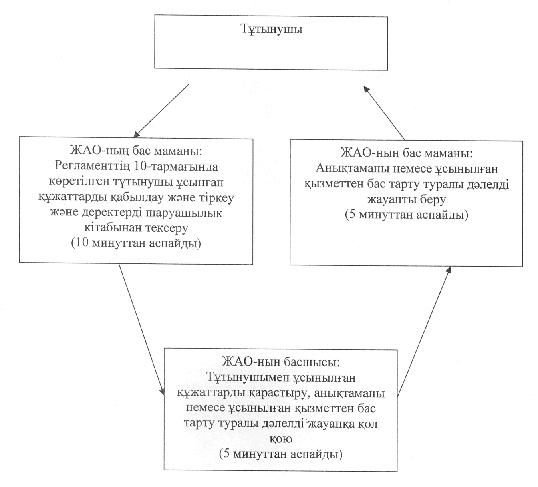 Тұтынушы
ЖАО-ның бас маманы:
Регламенттің 10-тармағында
көретілген тұтынушы ұсынған
құжаттарды қабылдау және тіркеу
және деректерді шаруашылық
кітабынан тексеру
(10 минуттан аспайды)
ЖАО-ның бас маманы:
Анықтаманы немесе ұсынылған
қызметтен бас тарту туралы дәлелді
жауапты беру
(5 минуттан аспайды)
ЖАО-ның басшысы:
Тұтынушымен ұсынылған
құжаттарды қарастыру, анықтаманы
немесе ұсынылған қызметтен бас
тарту туралы дәлелді жауапқа қол
қою
(5 минуттан аспайды)